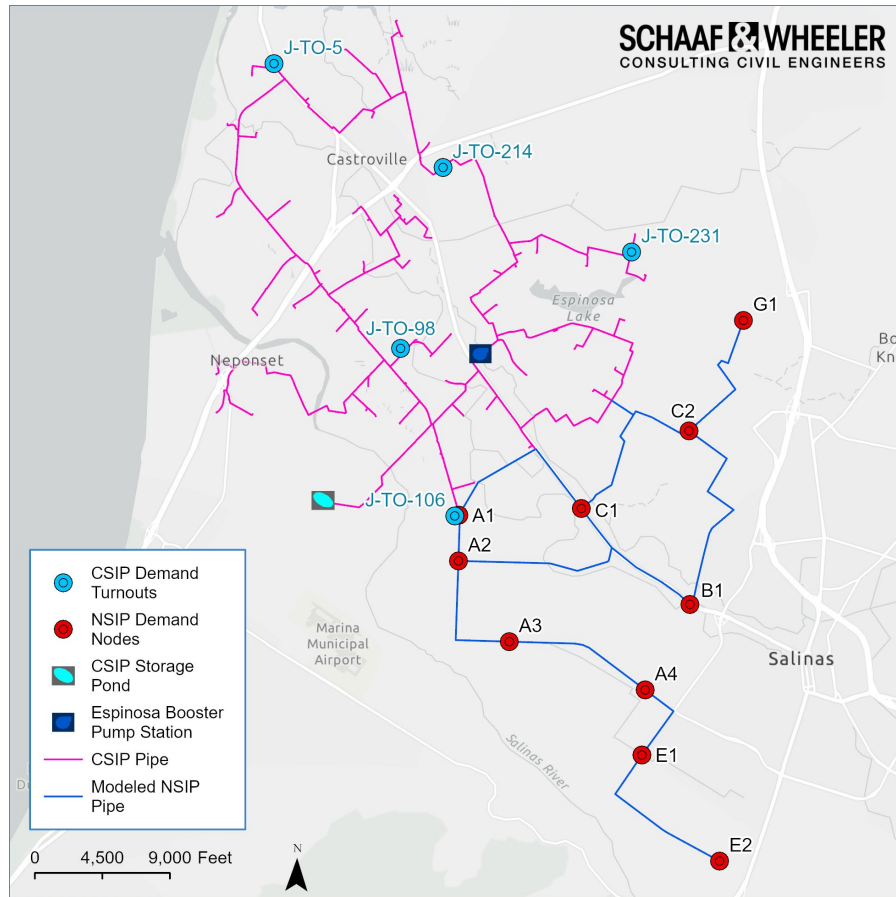 SCHAAF & WHEELER
CONSULTING CIVIL ENGINEERS
J-TO-5
Castroville
J-TO-214
J-TO-231
Espinosa
Lake
G1
J-TO-98
Neponset
Bo
Kn
C2
J-TO-106
A1
C1
A2
B1
Marina
Municipal
Airport
A3
Salinas
A4
Salinas River
E1
E2
CSIP Demand
Turnouts
NSIP Demand
Nodes
CSIP Storage
Pond
Espinosa Booster
Pump Station
CSIP Pipe
Modeled NSIP
Pipe
Du
0 4,500 9,000 Feet
N